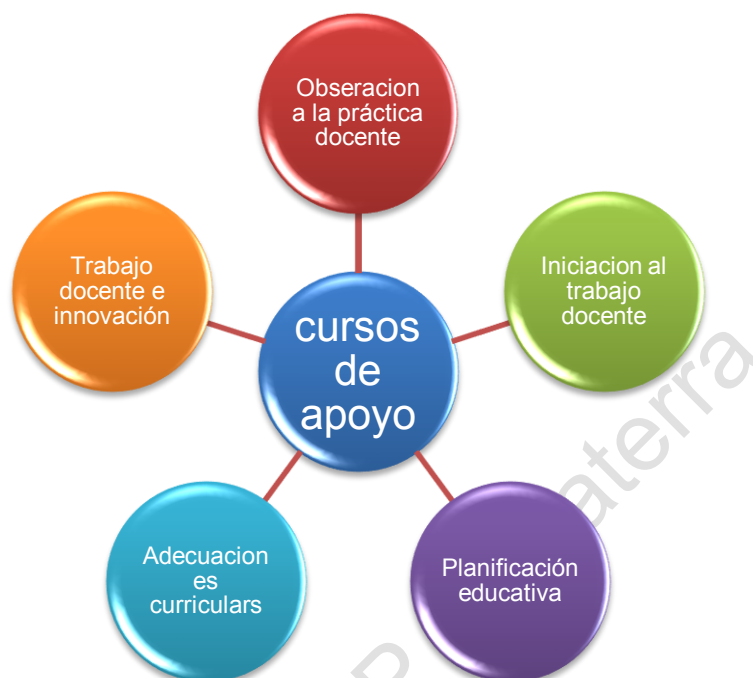 Obseracion
a la práctica
docente
Trabajo
docente e
innovación
Iniciacion al
trabajo
docente
cursos
de
apoyo
Adecuacion
es
curriculars
Planificación
educativa